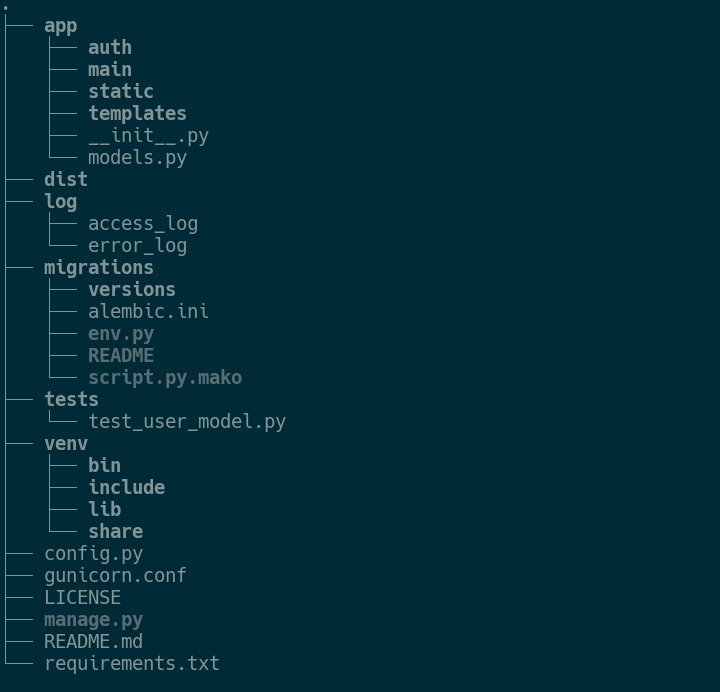 .
├── app
│   ├── auth
│   ├── main
│   ├── static
│   ├── templates
│   ├── __init__.py
│   └── models.py
├── dist
├── log
│   ├── access_log
│   └── error_log
├── migrations
│   ├── versions
│   ├── alembic.ini
│   ├── env.py
│   ├── README
│   └── script.py.mako
├── tests
│   └── test_user_model.py
├── venv
│   ├── bin
│   ├── include
│   ├── lib
│   └── share
├── config.py
├── gunicorn.conf
├── LICENSE
├── manage.py
├── README.md
└── requirements.txt